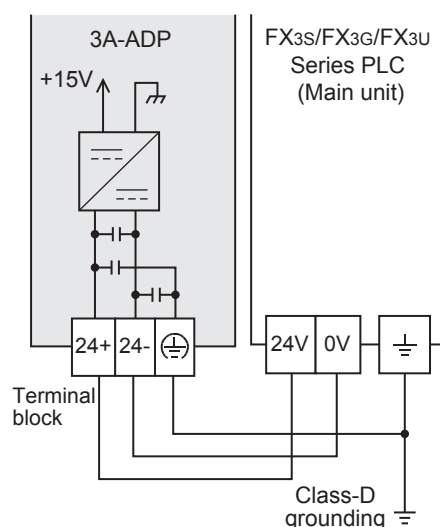 3A-ADP
FX3S/FX3G/FX3U
Series PLC
(Main unit)
+15V
24+ 24-
24V 0V
Terminal
block
Class-D
grounding